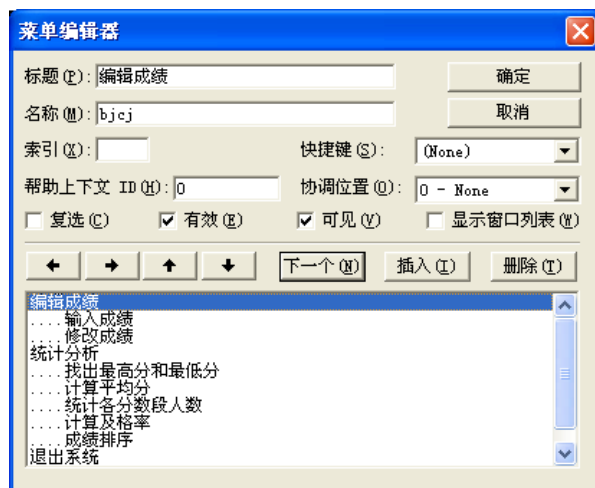 菜单编辑器
标题(P): 编辑成绩 确定
名称(M): bjcj 取消
索引(X): 快捷键(S): (None)
帮助上下文 ID(H): 0 协调位置(O): 0 - None
复选(C) 有效(E) 可见(V) 显示窗口列表(W)
下一个(N) 插入(I) 删除(T)
编辑成绩
....输入成绩
....修改成绩
统计分析
....找出最高分和最低分
....计算平均分
....统计各分数段人数
....计算及格率
....成绩排序
退出系统